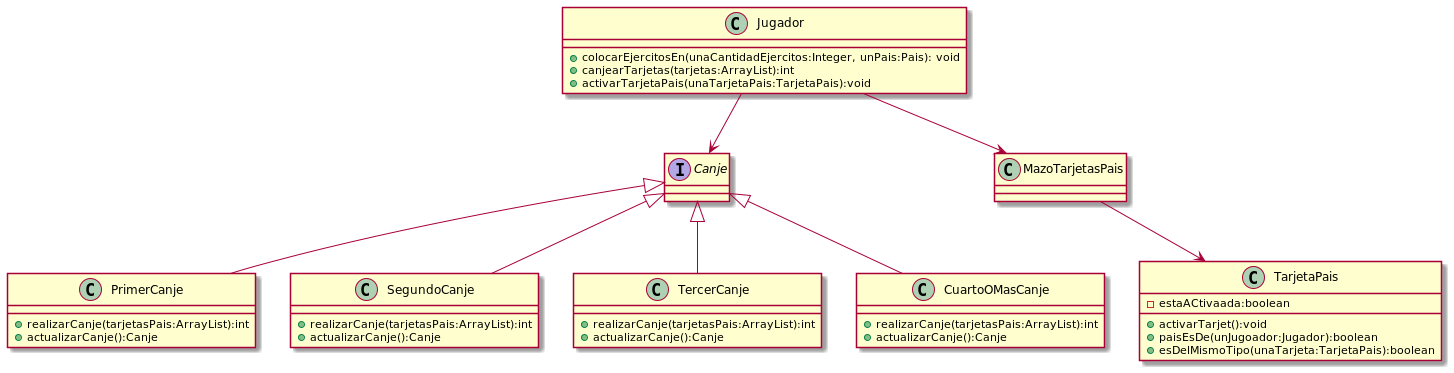 Jugador
colocarEjercitosEn(unaCantidadEjercitos:Integer, unPais:Pais): void
canjearTarjetas(tarjetas:ArrayList):int
activarTarjetaPais(unaTarjetaPais:TarjetaPais):void
Canje
MazoTarjetasPais
PrimerCanje
realizarCanje(tarjetasPais:ArrayList):int
actualizarCanje():Canje
SegundoCanje
realizarCanje(tarjetasPais:ArrayList):int
actualizarCanje():Canje
TercerCanje
realizarCanje(tarjetasPais:ArrayList):int
actualizarCanje():Canje
CuartoOMasCanje
realizarCanje(tarjetasPais:ArrayList):int
actualizarCanje():Canje
TarjetaPais
estaACtivaada:boolean
activarTarjet():void
paisEsDe(unJugoador:Jugador):boolean
esDelMismoTipo(unaTarjeta:TarjetaPais):boolean